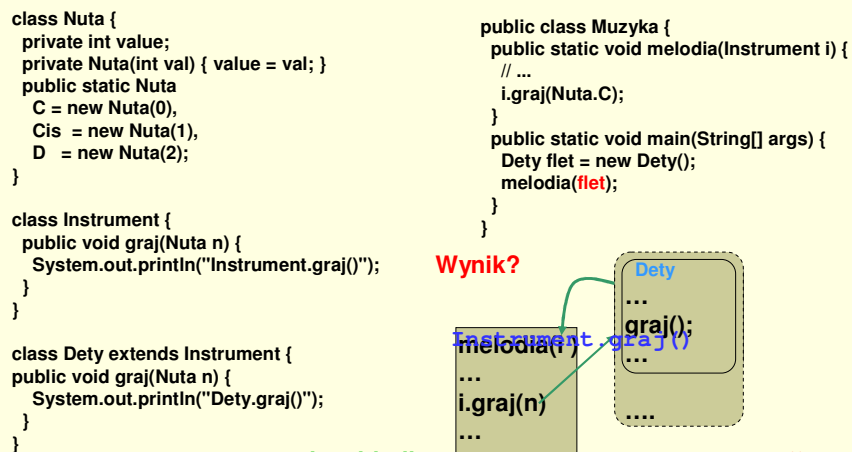 class Nuta {
private int value;
private Nuta(int val) { value = val; }
public static Nuta
C = new Nuta(0),
Cis = new Nuta(1),
D = new Nuta(2);
}
class Instrument {
public void graj(Nuta n) {
System.out.println("Instrument.graj()");
}
}
class Dety extends Instrument {
public void graj(Nuta n) {
System.out.println("Dety.graj()");
}
}
public class Muzyka {
public static void melodia(Instrument i) {
// ...
i.graj(Nuta.C);
}
public static void main(String[] args) {
Dety flet = new Dety();
melodia(flet);
}
}
Wynik?
Instrument.graj()
melodia(i )
...
i.graj(n)
...
Dety
...
graj();
...
....